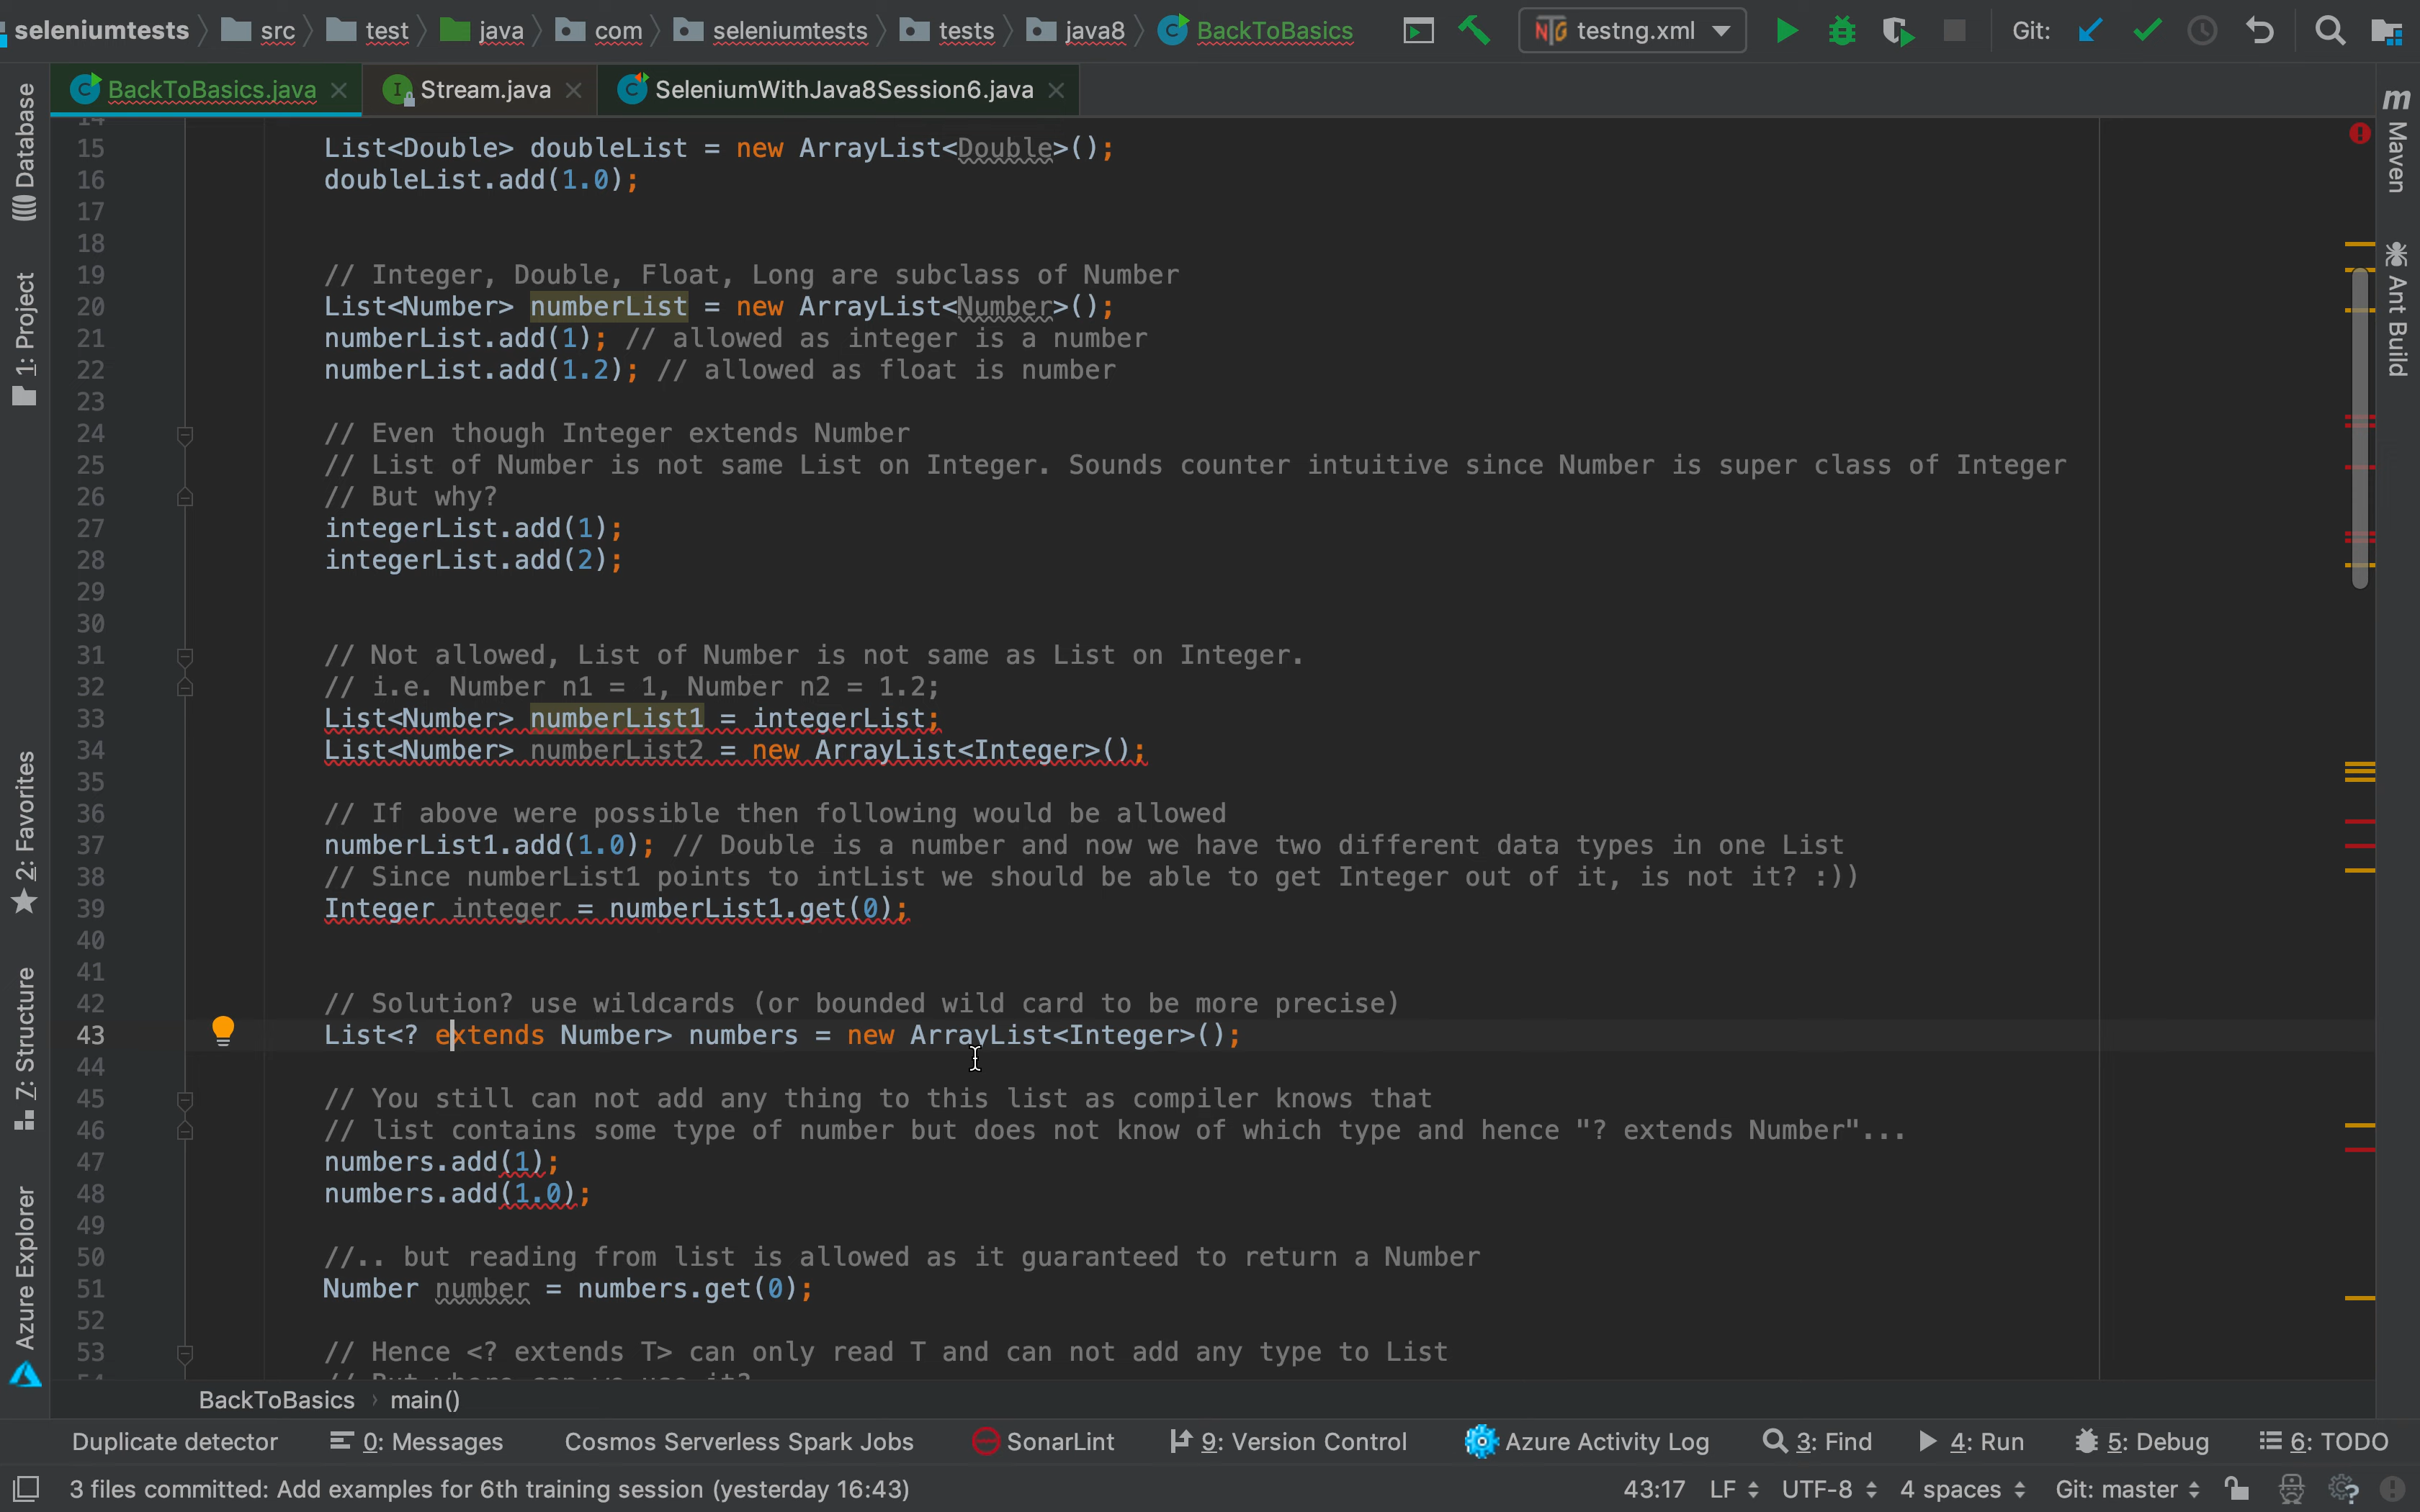 seleniumtests src test java com seleniumtests tests java8 BackToBasics testng.xml Git:
BackToBasics.java Stream.java SeleniumWithJava8Session6.java
Database
1: Project
2: Favorites
7: Structure
Azure Explorer
14
15 List<Double> doubleList = new ArrayList<Double>();
16 doubleList.add(1.0);
17
18
19 // Integer, Double, Float, Long are subclass of Number
20 List<Number> numberList = new ArrayList<Number>();
21 numberList.add(1); // allowed as integer is a number
22 numberList.add(1.2); // allowed as float is number
23
24 // Even though Integer extends Number
25 // List of Number is not same List on Integer. Sounds counter intuitive since Number is super class of Integer
26 // But why?
27 integerList.add(1);
28 integerList.add(2);
29
30
31 // Not allowed, List of Number is not same as List on Integer.
32 // i.e. Number n1 = 1, Number n2 = 1.2;
33 List<Number> numberList1 = integerList;
34 List<Number> numberList2 = new ArrayList<Integer>();
35
36 // If above were possible then following would be allowed
37 numberList1.add(1.0); // Double is a number and now we have two different data types in one List
38 // Since numberList1 points to intList we should be able to get Integer out of it, is not it? :))
39 Integer integer = numberList1.get(0);
40
41
42 // Solution? use wildcards (or bounded wild card to be more precise)
43 List<? extends Number> numbers = new ArrayList<Integer>();
44
45 // You still can not add any thing to this list as compiler knows that
46 // list contains some type of number but does not know of which type and hence "? extends Number"...
47 numbers.add(1);
48 numbers.add(1.0);
49
50 //.. but reading from list is allowed as it guaranteed to return a Number
51 Number number = numbers.get(0);
52
53 // Hence <? extends T> can only read T and can not add any type to List
54 // But where can we use it?
m Maven
Ant Build
BackToBasics main()
Duplicate detector 0: Messages Cosmos Serverless Spark Jobs SonarLint 9: Version Control Azure Activity Log 3: Find 4: Run 5: Debug 6: TODO
3 files committed: Add examples for 6th training session (yesterday 16:43) 43:17 LF UTF-8 4 spaces Git: master